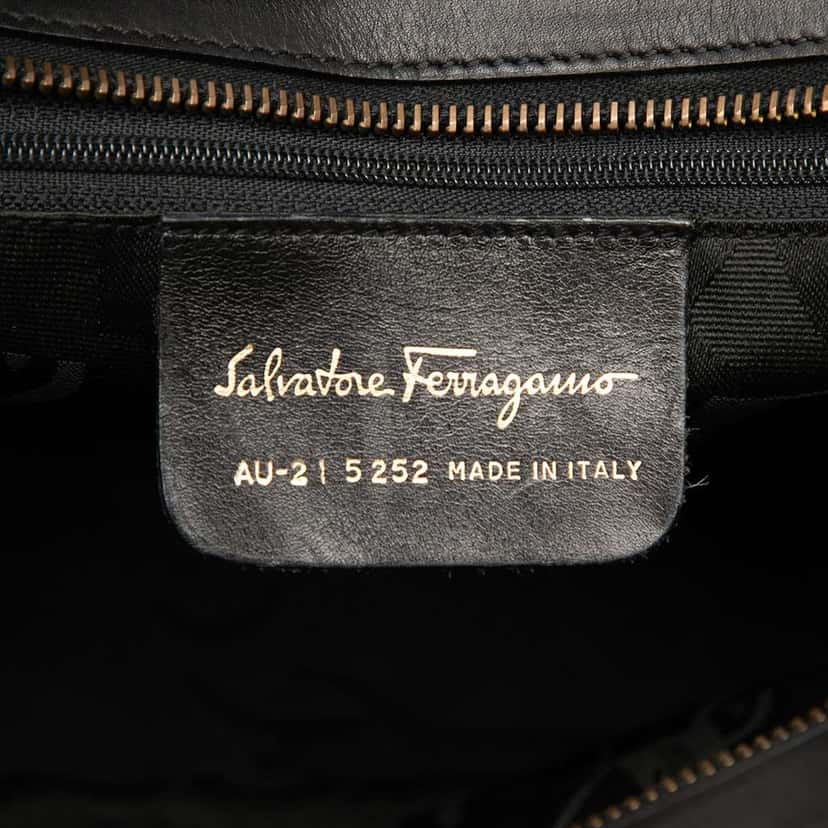 Salvatore Ferragamo
AU-21 5252 MADE IN ITALY